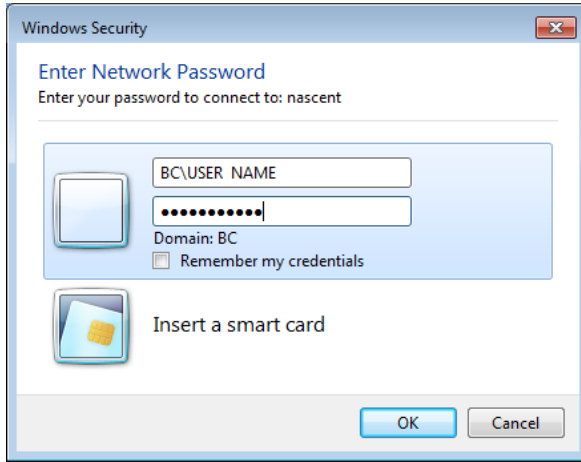 Windows Security
Enter Network Password
Enter your password to connect to: nascent
BC\USER NAME
●●●●●●●●●●●
Domain: BC
Remember my credentials
Insert a smart card
OK
Cancel